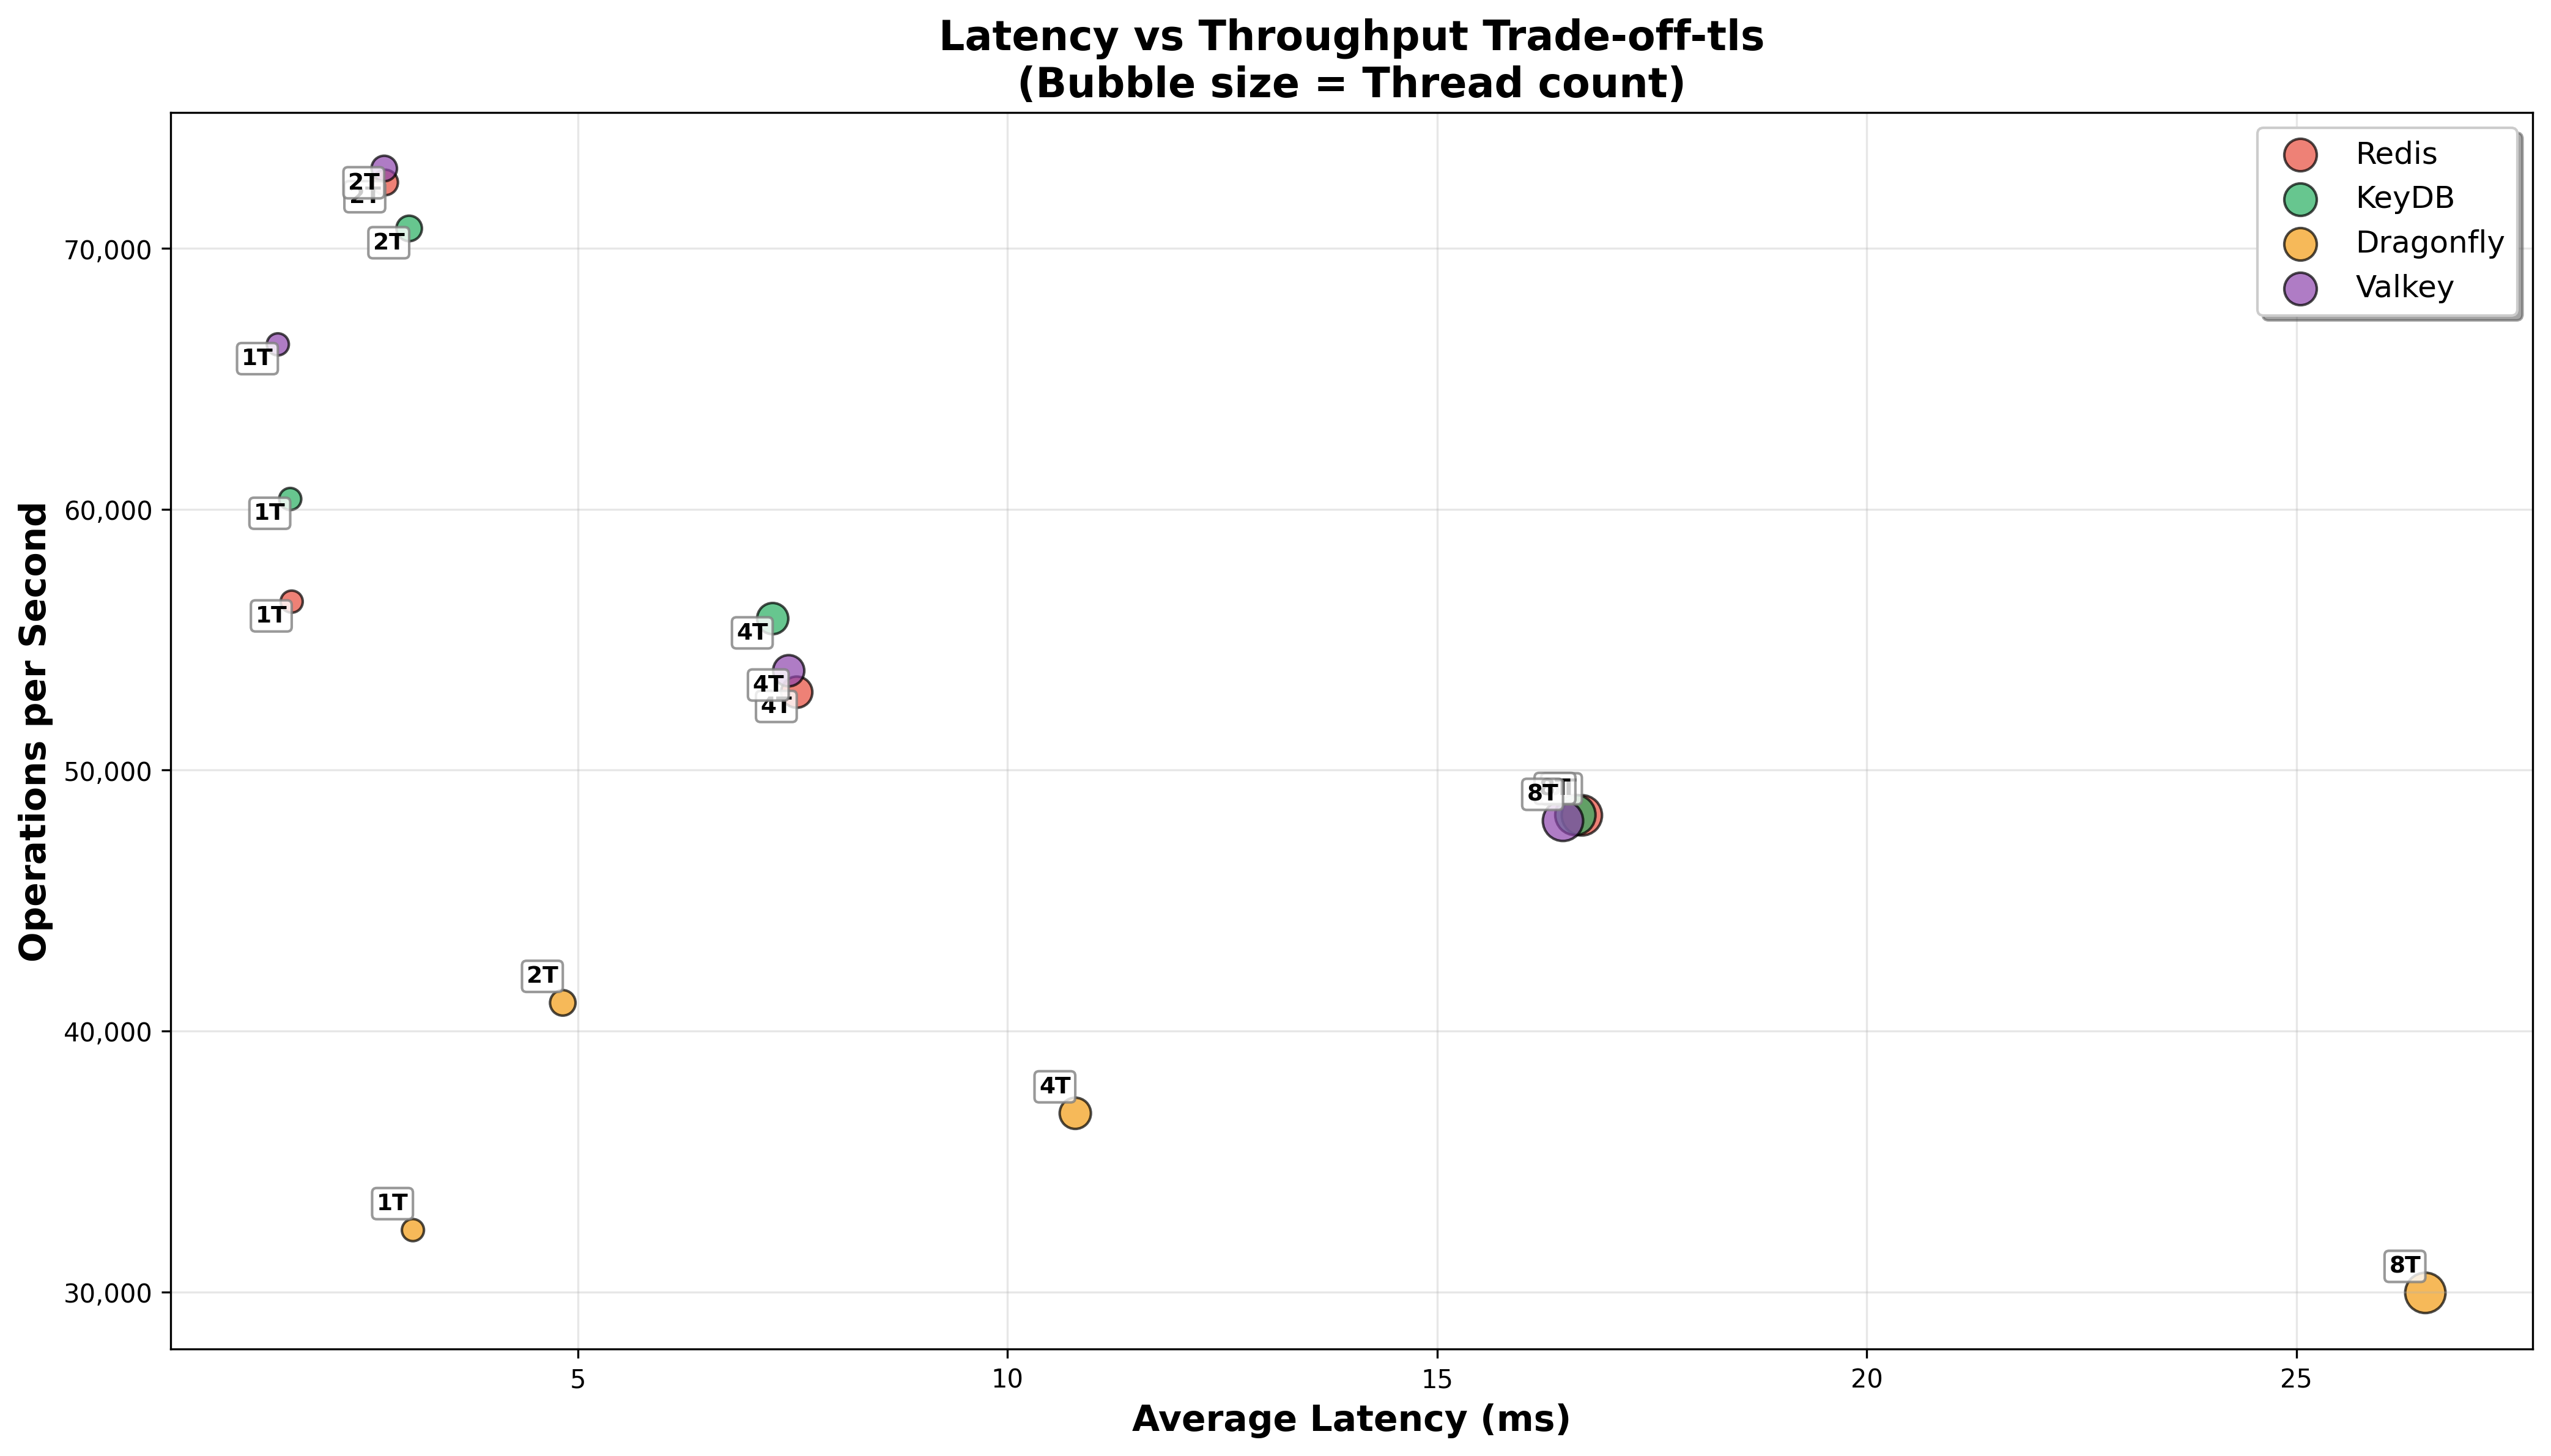 Latency vs Throughput Trade-off-tls
(Bubble size = Thread count)
Redis
KeyDB
Dragonfly
Valkey
Operations per Second
70,000
60,000
50,000
40,000
30,000
2T
2T
2T
1T
1T
1T
4T
4T
4T
8T
2T
4T
1T
8T
5
10
15
20
25
Average Latency (ms)